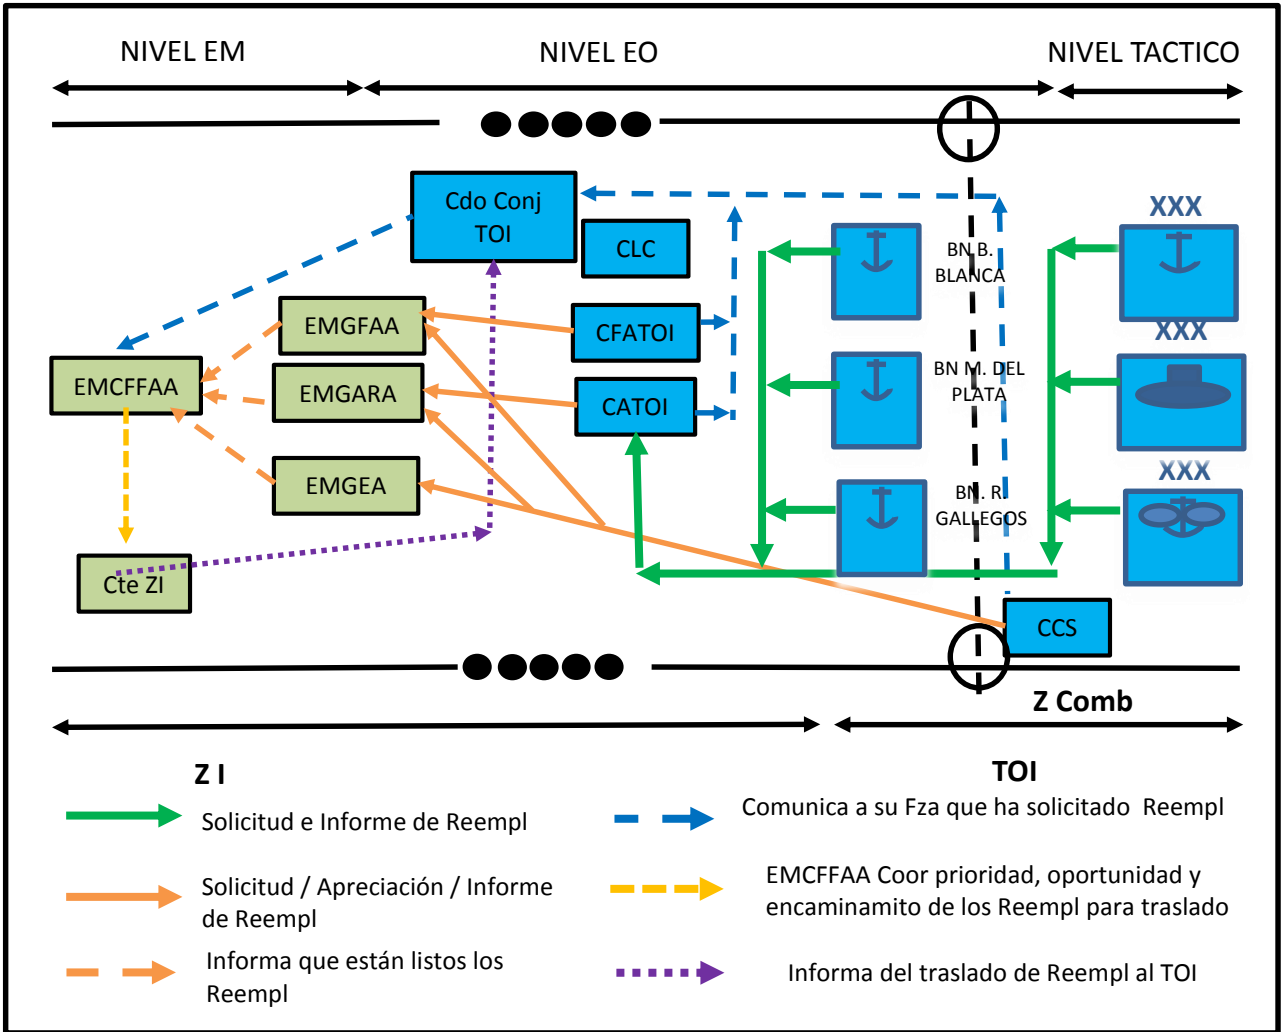 NIVEL EM
NIVEL EO
NIVEL TACTICO
Cdo Conj
TOI
CLC
XXX
BN B.
BLANCA
EMGFAA
CFATOI
XXX
EMCFFAA
EMGARA
CATOI
BN M. DEL
PLATA
EMGEA
BN. R.
GALLEGOS
XXX
Cte ZI
CCS
Z Comb
Z I
TOI
Solicitud e Informe de Reempl
Comunica a su Fza que ha solicitado Reempl
Solicitud / Apreciación / Informe
de Reempl
EMCFFAA Coor prioridad, oportunidad y
encaminamito de los Reempl para traslado
Informa que están listos los
Reempl
Informa del traslado de Reempl al TOI